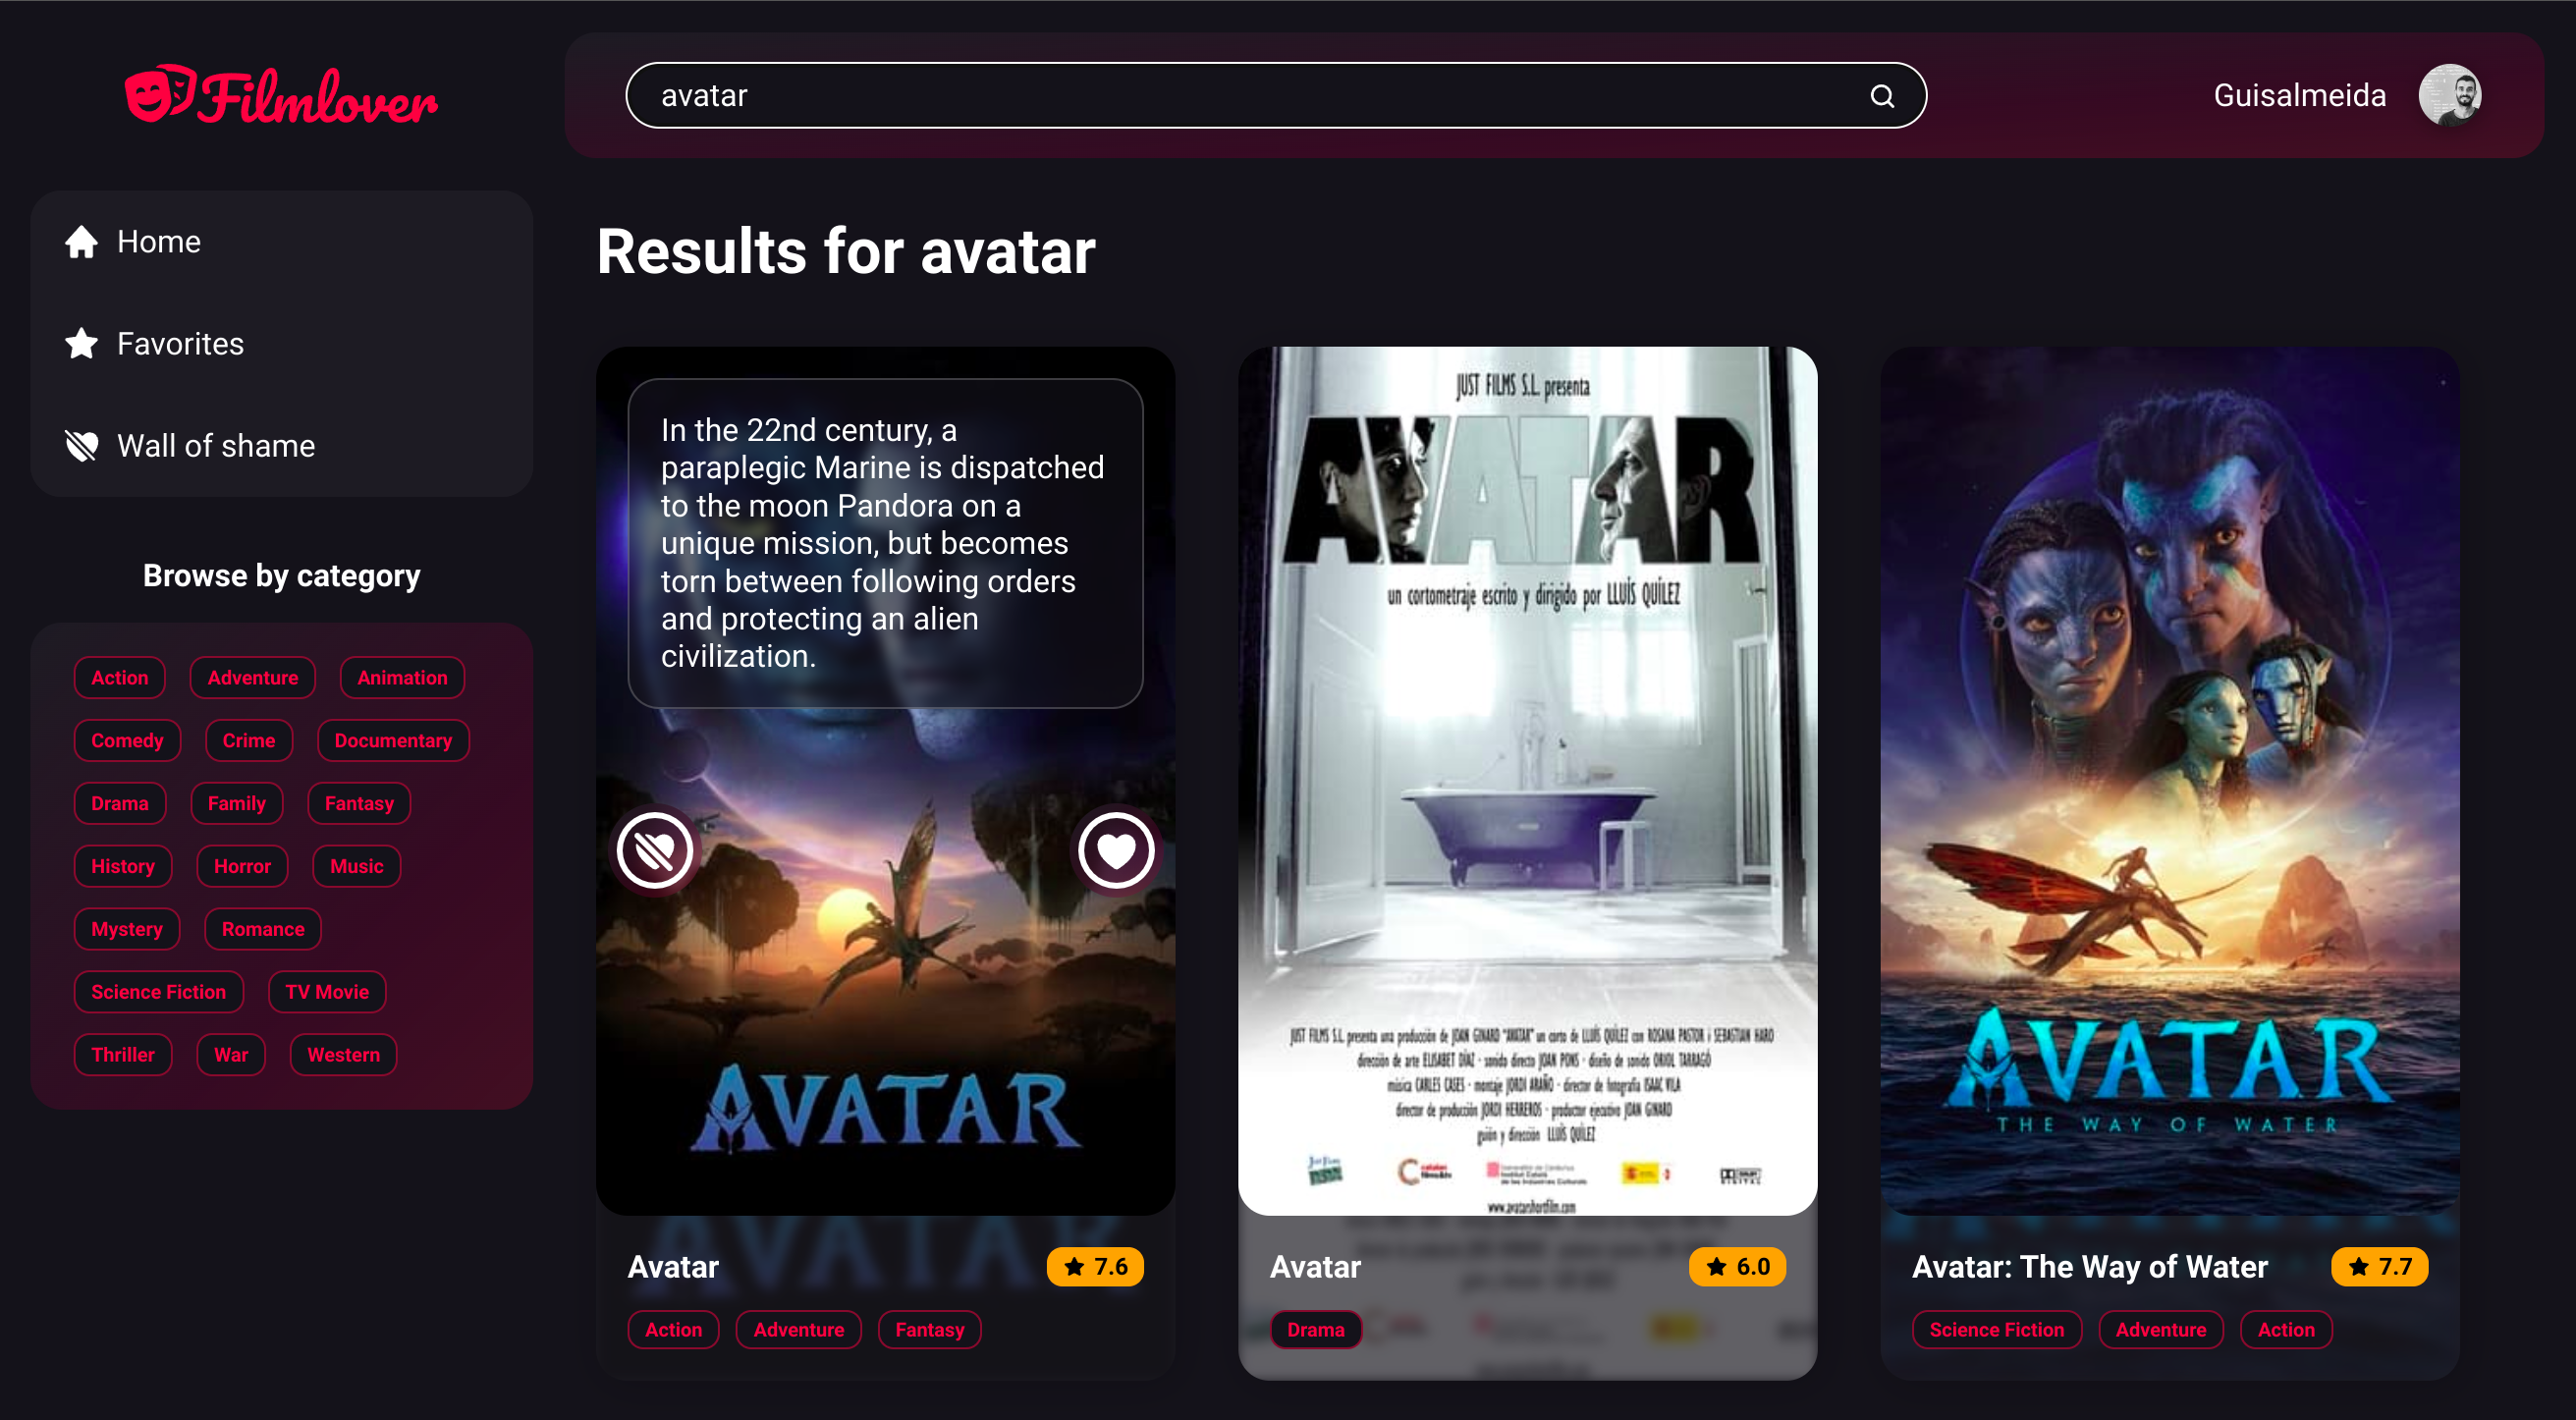 Filmlover
avatar
Guisalmeida
Home
Favorites
Wall of shame
Browse by category
Action Adventure Animation
Comedy Crime Documentary
Drama Family Fantasy
History Horror Music
Mystery Romance
Science Fiction TV Movie
Thriller War Western
Results for avatar
In the 22nd century, a
paraplegic Marine is dispatched
to the moon Pandora on a
unique mission, but becomes
torn between following orders
and protecting an alien
civilization.
AVATAR
Avatar
7.6
Action Adventure Fantasy
JUST FILMS S.L. presenta
AVATAR
un cortometraje escrito y dirigido por LLUÍS QUÍLEZ
JUST FILMS S.L. presenta una producción de JOAN GINARD "AVATAR" un corto de LLUÍS QUÍLEZ con ROSANA PASTOR i SEBASTIAN HARO
dirección de arte ELISABET DÍAZ · sonido directo JOAN PONS · diseño de sonido ORIOL TARRAGÓ
música CARLES CASES · montaje JORDI ARAÑO · director de fotografía ISAAC VILA
director de producción JORDI HERREROS · productor ejecutivo JOAN GINARD
guión y dirección LLUÍS QUÍLEZ
www.avatarshortfilm.com
Avatar
6.0
Drama
AVATAR
THE WAY OF WATER
Avatar: The Way of Water
7.7
Science Fiction Adventure Action